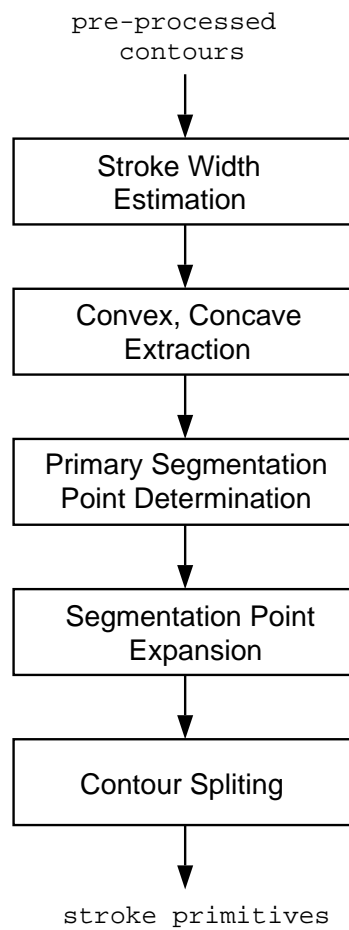 pre-processed
contours
Stroke Width
Estimation
Convex, Concave
Extraction
Primary Segmentation
Point Determination
Segmentation Point
Expansion
Contour Spliting
stroke primitives